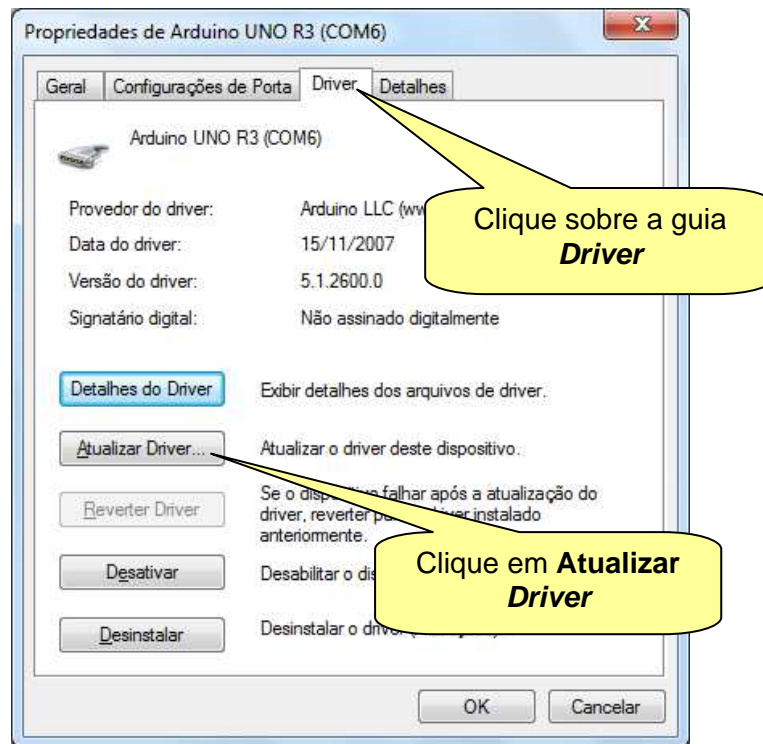 Propriedades de Arduino UNO R3 (COM6)
Geral Configurações de Porta Driver Detalhes
Arduino UNO R3 (COM6)
Provedor do driver: Arduino LLC (ww
Clique sobre a guia
Driver
Data do driver: 15/11/2007
Versão do driver: 5.1.2600.0
Signatário digital: Não assinado digitalmente
Detalhes do Driver Exibir detalhes dos arquivos de driver.
Atualizar Driver... Atualizar o driver deste dispositivo.
Reverter Driver Se o dispositivo falhar após a atualização do
driver, reverter instalado
anteriormente.
Clique em Atualizar
Driver
Desativar Desabilitar o
Desinstalar Desinstalar o
OK Cancelar